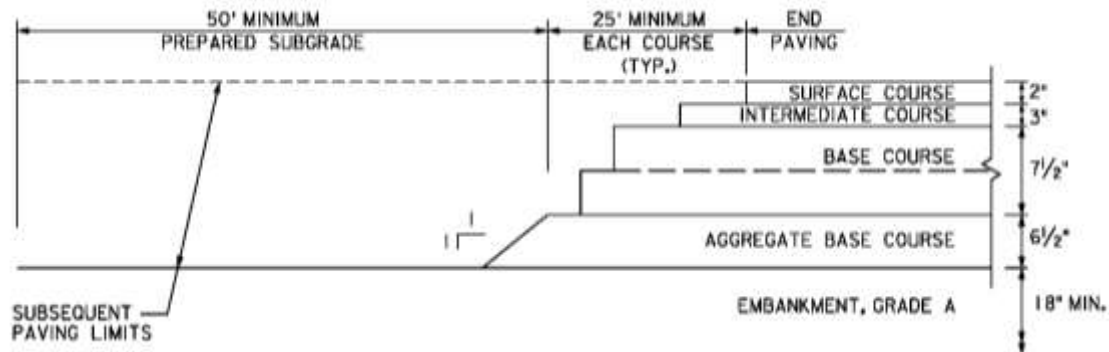 50' MINIMUM
PREPARED SUBGRADE
25' MINIMUM
EACH COURSE
(TYP.)
END
PAVING
SURFACE COURSE
2"
INTERMEDIATE COURSE
3"
BASE COURSE
7½"
1
1
AGGREGATE BASE COURSE
6½"
SUBSEQUENT
PAVING LIMITS
EMBANKMENT, GRADE A
18" MIN.